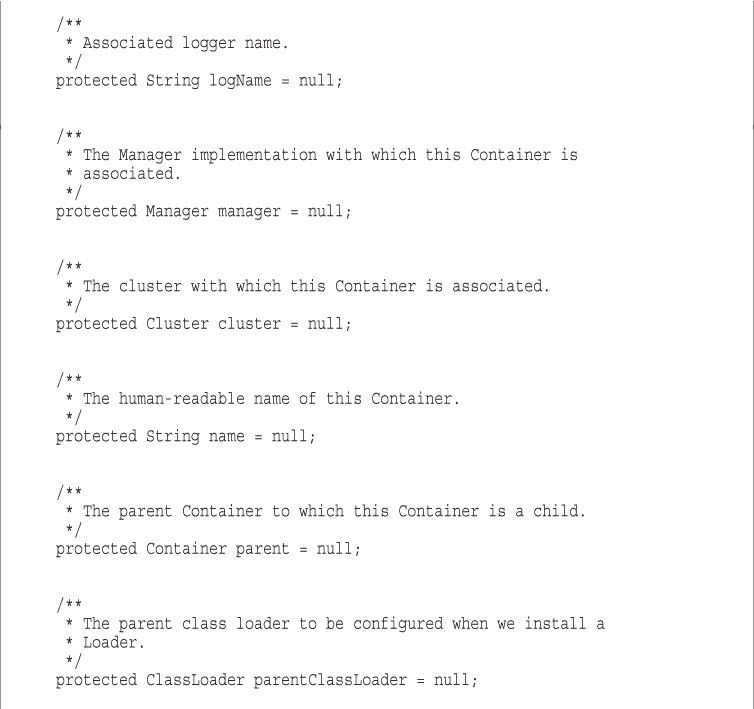 /**
 * Associated logger name.
 */
protected String logName = null;
/**
 * The Manager implementation with which this Container is
 * associated.
 */
protected Manager manager = null;
/**
 * The cluster with which this Container is associated.
 */
protected Cluster cluster = null;
/**
 * The human-readable name of this Container.
 */
protected String name = null;
/**
 * The parent Container to which this Container is a child.
 */
protected Container parent = null;
/**
 * The parent class loader to be configured when we install a
 * Loader.
 */
protected ClassLoader parentClassLoader = null;